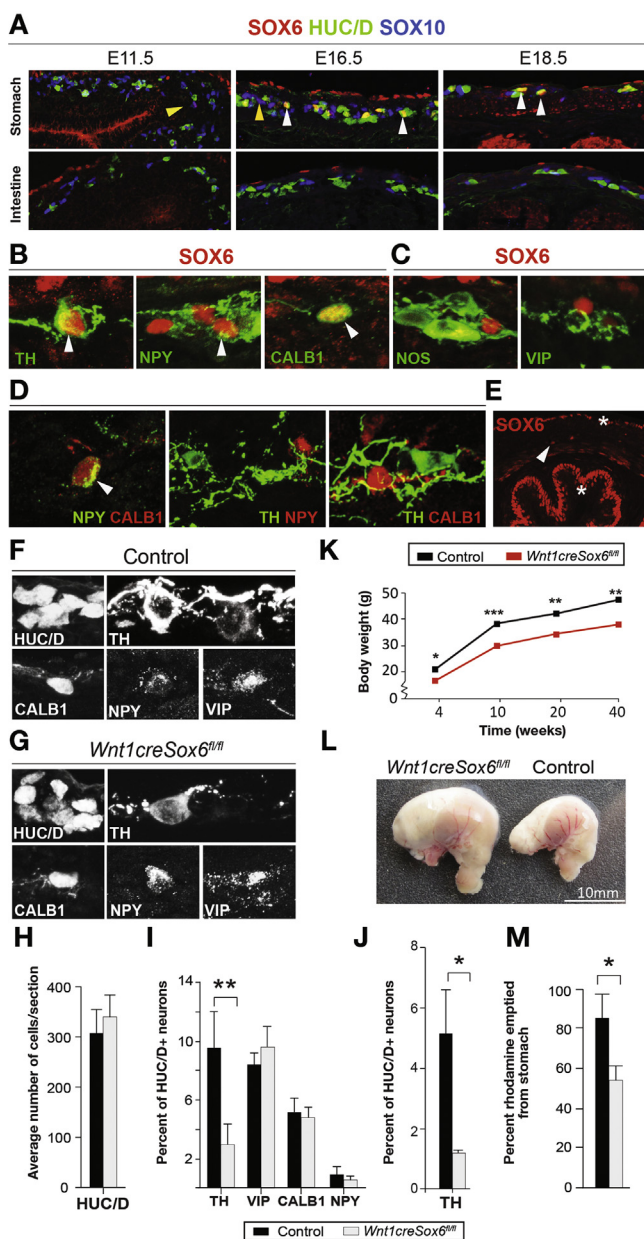 A
SOX6 HUC/D SOX10
E11.5 E16.5 E18.5
Stomach
Intestine
B SOX6 C SOX6
TH NPY CALB1 NOS VIP
D E
SOX6
*
*
NPY CALB1 TH NPY TH CALB1
F Control
HUC/D TH
CALB1 NPY VIP
G Wnt1creSox6fl/fl
HUC/D TH
CALB1 NPY VIP
K
Control Wnt1creSox6fl/fl
Body weight (g)
50
40
30
20
10
0
* *** ** **
4 10 20 40
Time (weeks)
L
Wnt1creSox6fl/fl Control
10mm
H
Average number of cells/section
400
300
200
100
0
HUC/D
I
Percent of HUC/D+ neurons
14
10
6
2
**
TH VIP CALB1 NPY
J
Percent of HUC/D+ neurons
8
6
4
2
0
*
TH
M
Percent rhodamine emptied
from stomach
100
80
60
40
20
0
*
Control Wnt1creSox6fl/fl